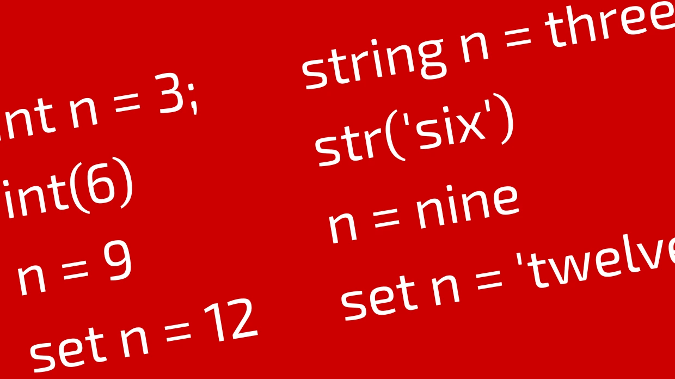 int n = 3;
int(6)
n = 9
set n = 12
string n = three
str('six')
n = nine
set n = 'twelve